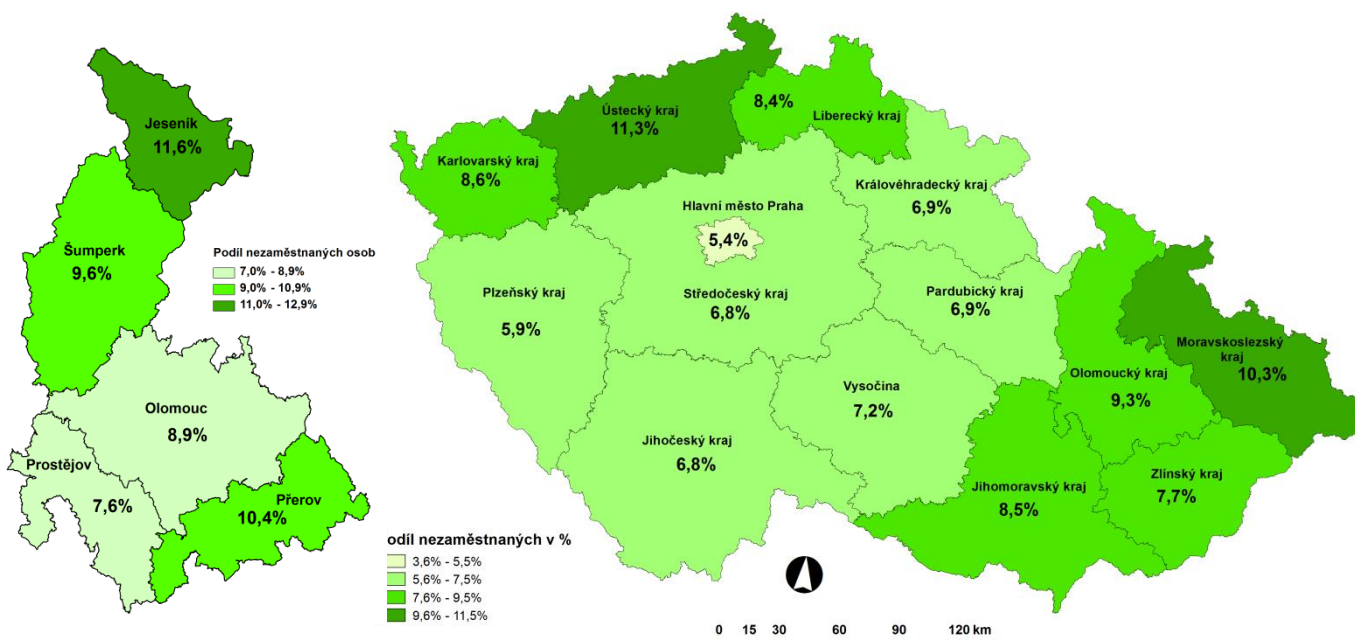 Jeseník
11,6%
Šumperk
9,6%
Podíl nezaměstnaných osob
7,0% - 8,9%
9,0% - 10,9%
11,0% - 12,9%
Olomouc
8,9%
Prostějov
7,6%
Přerov
10,4%
Ústecký kraj
11,3%
8,4%
Liberecký kraj
Karlovarský kraj
8,6%
Královéhradecký kraj
6,9%
Hlavní město Praha
5,4%
Plzeňský kraj
5,9%
Středočeský kraj
6,8%
Pardubický kraj
6,9%
Moravskoslezský
kraj
10,3%
Olomoucký kraj
9,3%
Vysočina
7,2%
Jihočeský kraj
6,8%
Jihomoravský kraj
8,5%
Zlínský kraj
7,7%
odíl nezaměstnaných v %
3,6% - 5,5%
5,6% - 7,5%
7,6% - 9,5%
9,6% - 11,5%
0 15 30 60 90 120 km